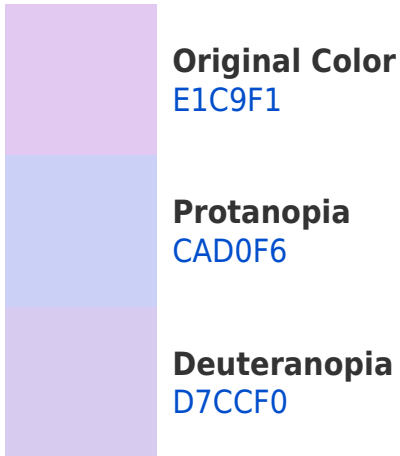 Original Color
E1C9F1
Protanopia
CAD0F6
Deuteranopia
D7CCF0